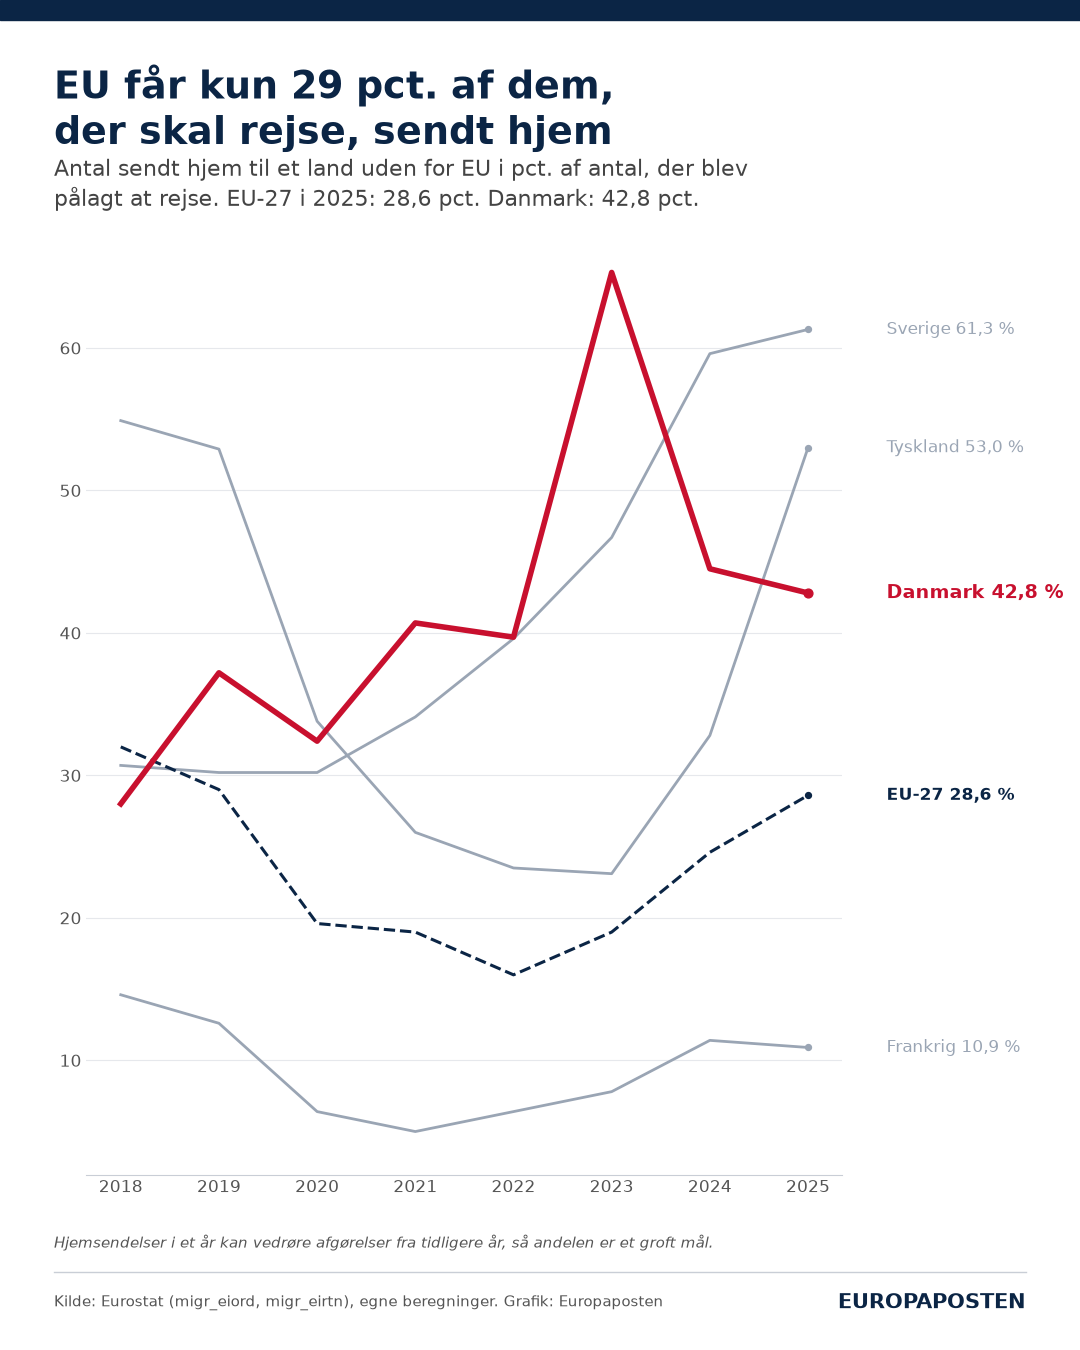 EU får kun 29 pct. af dem,
der skal rejse, sendt hjem
Antal sendt hjem til et land uden for EU i pct. af antal, der blev
pålagt at rejse. EU-27 i 2025: 28,6 pct. Danmark: 42,8 pct.
60
50
40
30
20
10
Sverige 61,3 %
Tyskland 53,0 %
Danmark 42,8 %
EU-27 28,6 %
Frankrig 10,9 %
2018 2019 2020 2021 2022 2023 2024 2025
Hjemsendelser i et år kan vedrøre afgørelser fra tidligere år, så andelen er et groft mål.
Kilde: Eurostat (migr_eiord, migr_eirtn), egne beregninger. Grafik: Europaposten
EUROPAPOSTEN